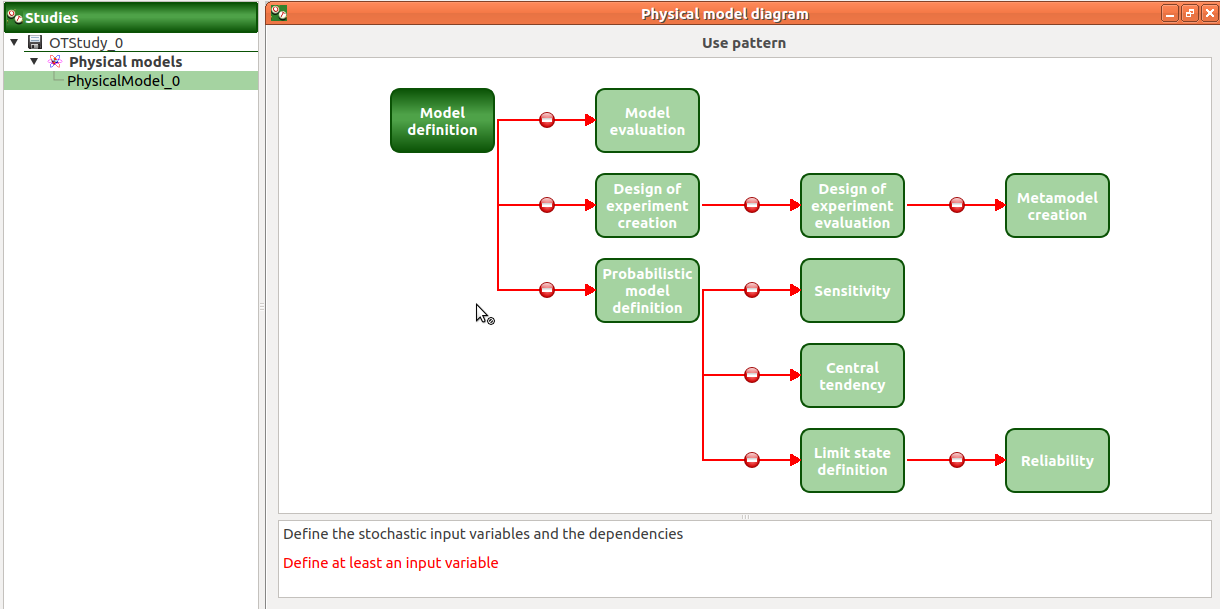 Studies
OTStudy_0
Physical models
PhysicalModel_0
Physical model diagram
Use pattern
Model
definition
Model
evaluation
Design of
experiment
creation
Design of
experiment
evaluation
Metamodel
creation
Probabilistic
model
definition
Sensitivity
Central
tendency
Limit state
definition
Reliability
Define the stochastic input variables and the dependencies
Define at least an input variable